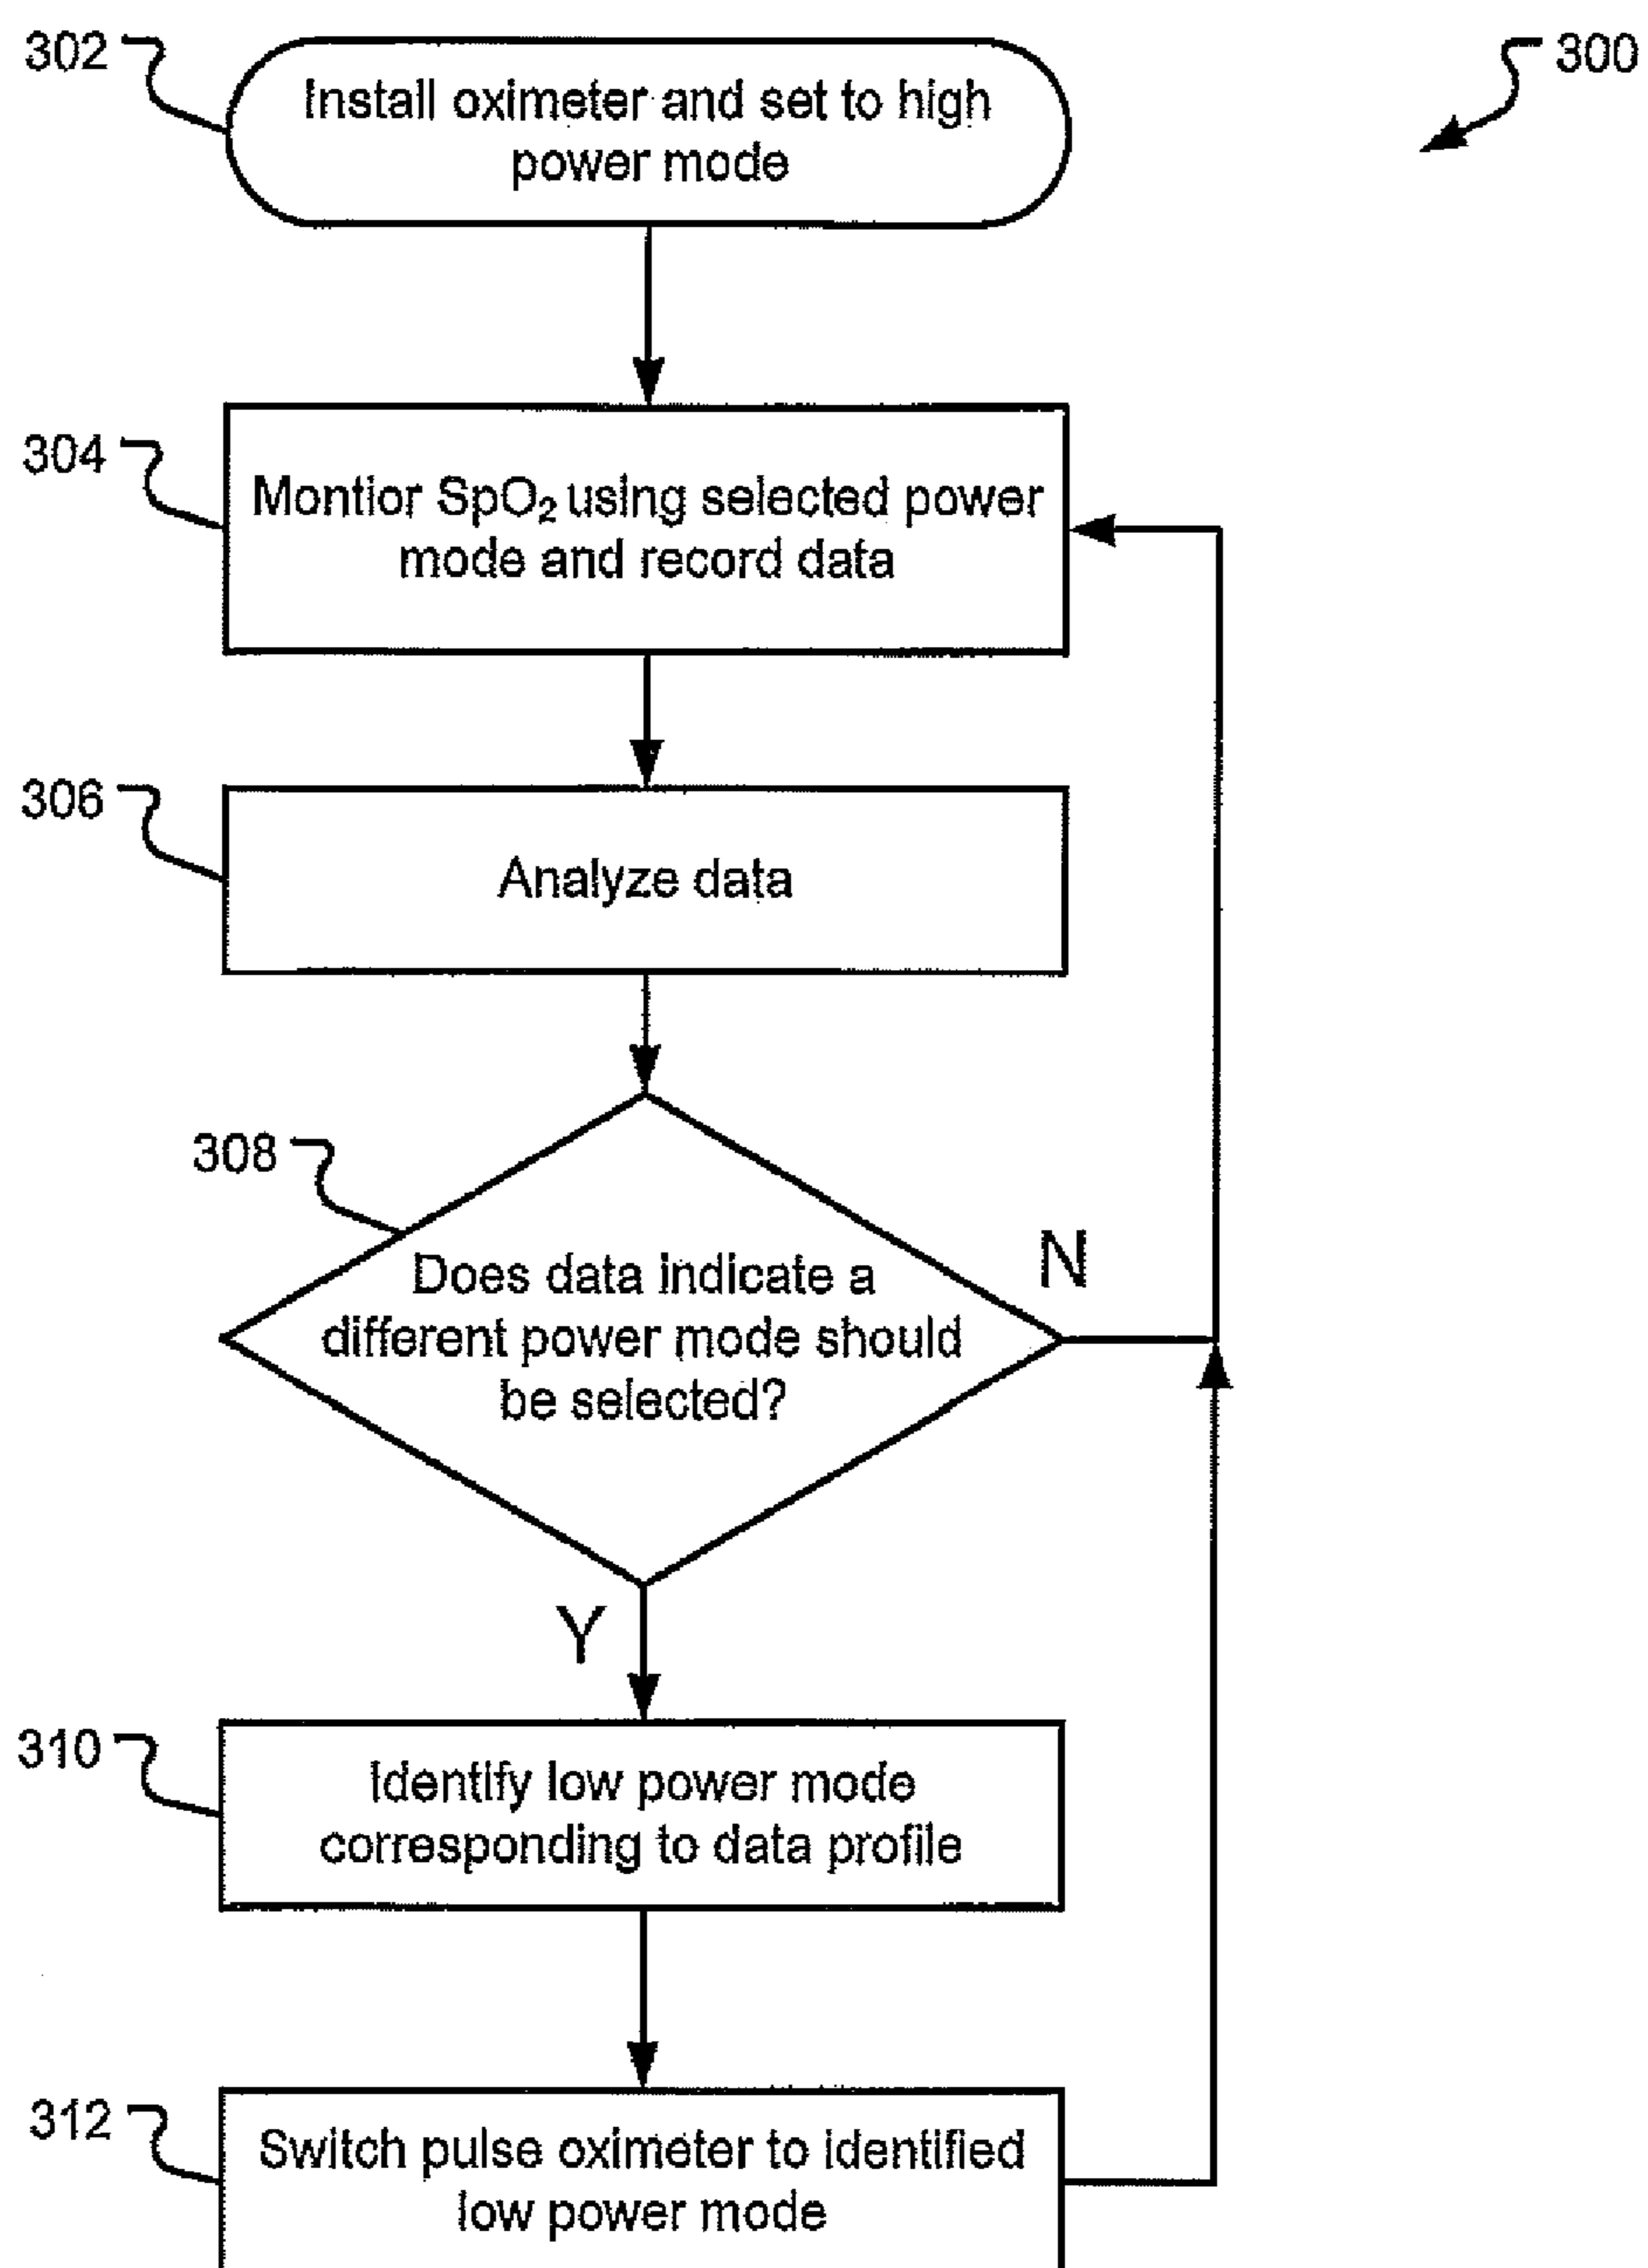 302
300
Install oximeter and set to high
power mode
304
Montior SpO₂ using selected power
mode and record data
306
Analyze data
308
Does data indicate a
different power mode should
be selected?
N
Y
310
Identify low power mode
corresponding to data profile
312
Switch pulse oximeter to identified
low power mode